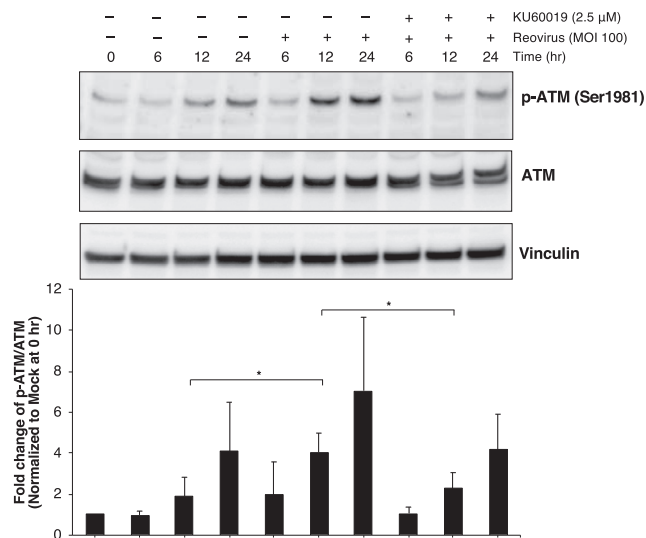 − − − − − − − + + + KU60019 (2.5 µM)
− − − − + + + + + + Reovirus (MOI 100)
0 6 12 24 6 12 24 6 12 24 Time (hr)
p-ATM (Ser1981)
ATM
Vinculin
Fold change of p-ATM/ATM
(Normalized to Mock at 0 hr)
12
10
8
6
4
2
0
*
*